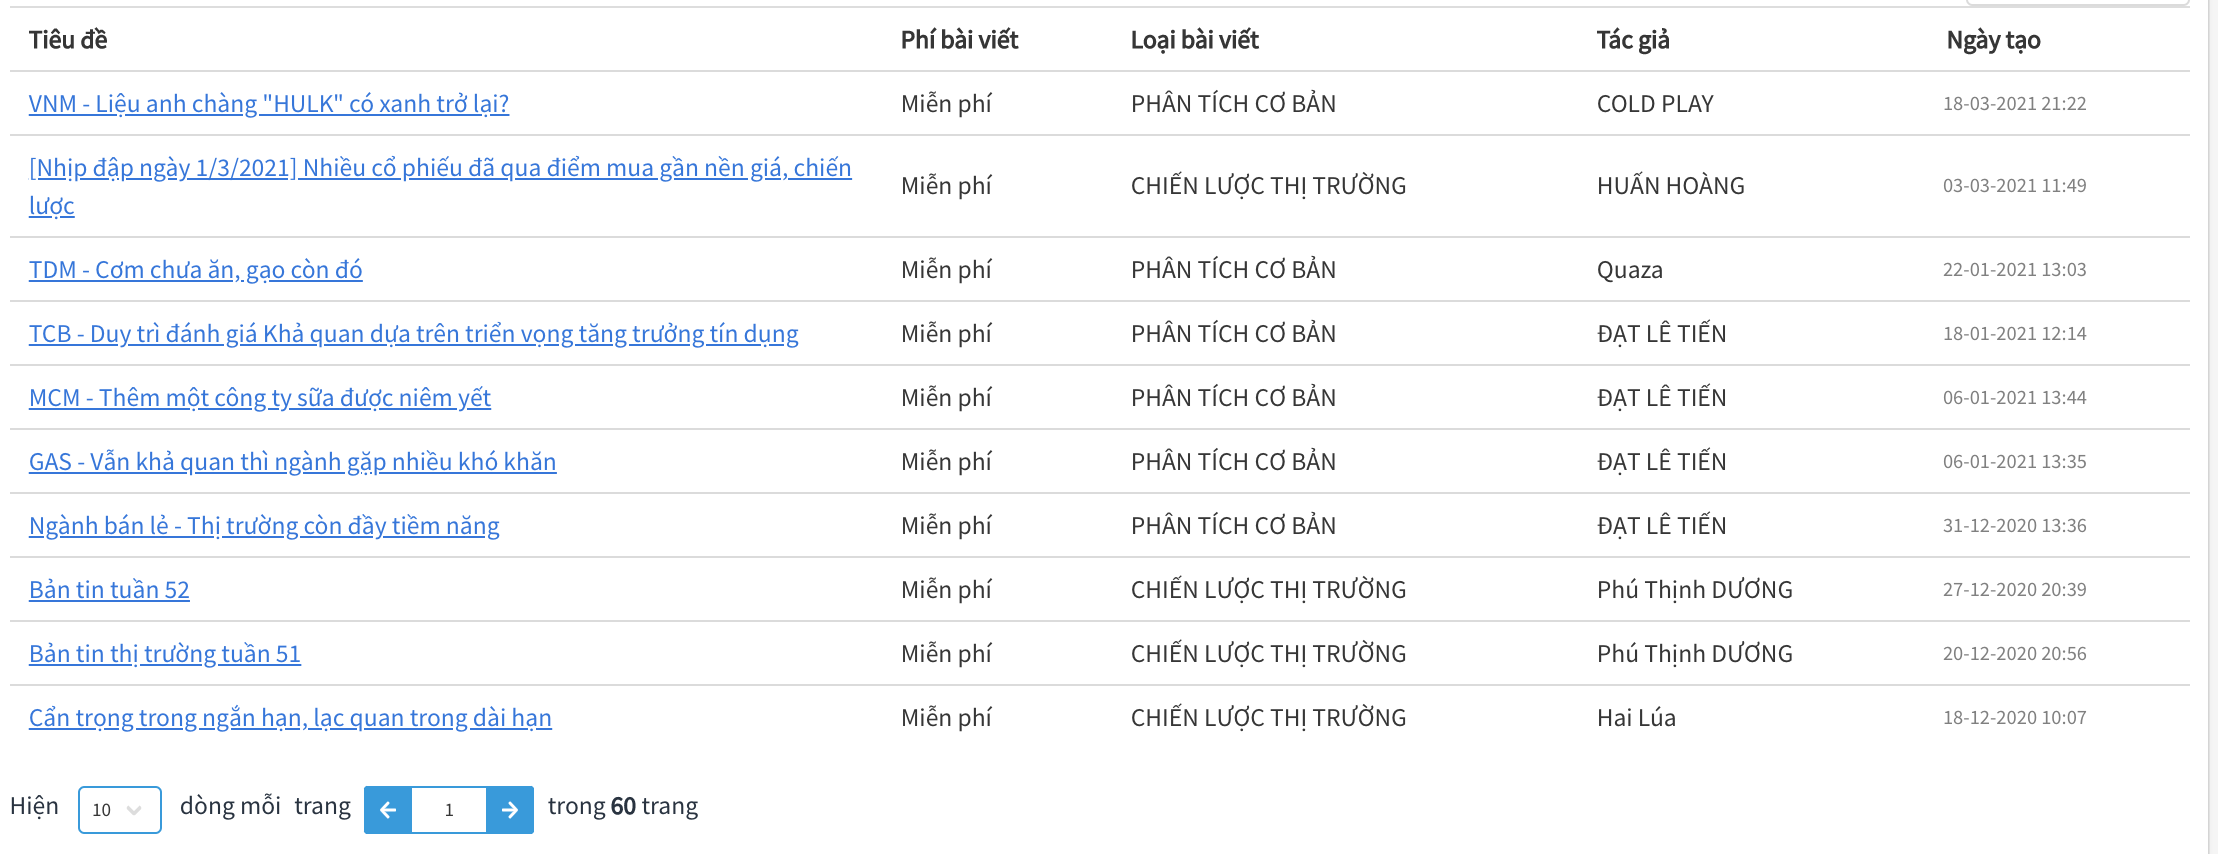 Tiêu đề Phí bài viết Loại bài viết Tác giả Ngày tạo
VNM - Liệu anh chàng "HULK" có xanh trở lại? Miễn phí PHÂN TÍCH CƠ BẢN COLD PLAY 18-03-2021 21:22
[Nhịp đập ngày 1/3/2021] Nhiều cổ phiếu đã qua điểm mua gần nền giá, chiến
lược Miễn phí CHIẾN LƯỢC THỊ TRƯỜNG HUẤN HOÀNG 03-03-2021 11:49
TDM - Cơm chưa ăn, gạo còn đó Miễn phí PHÂN TÍCH CƠ BẢN Quaza 22-01-2021 13:03
TCB - Duy trì đánh giá Khả quan dựa trên triển vọng tăng trưởng tín dụng Miễn phí PHÂN TÍCH CƠ BẢN ĐẠT LÊ TIẾN 18-01-2021 12:14
MCM - Thêm một công ty sữa được niêm yết Miễn phí PHÂN TÍCH CƠ BẢN ĐẠT LÊ TIẾN 06-01-2021 13:44
GAS - Vẫn khả quan thì ngành gặp nhiều khó khăn Miễn phí PHÂN TÍCH CƠ BẢN ĐẠT LÊ TIẾN 06-01-2021 13:35
Ngành bán lẻ - Thị trường còn đầy tiềm năng Miễn phí PHÂN TÍCH CƠ BẢN ĐẠT LÊ TIẾN 31-12-2020 13:36
Bản tin tuần 52 Miễn phí CHIẾN LƯỢC THỊ TRƯỜNG Phú Thịnh DƯƠNG 27-12-2020 20:39
Bản tin thị trường tuần 51 Miễn phí CHIẾN LƯỢC THỊ TRƯỜNG Phú Thịnh DƯƠNG 20-12-2020 20:56
Cẩn trọng trong ngắn hạn, lạc quan trong dài hạn Miễn phí CHIẾN LƯỢC THỊ TRƯỜNG Hai Lúa 18-12-2020 10:07
Hiện 10 dòng mỗi trang 1 trong 60 trang